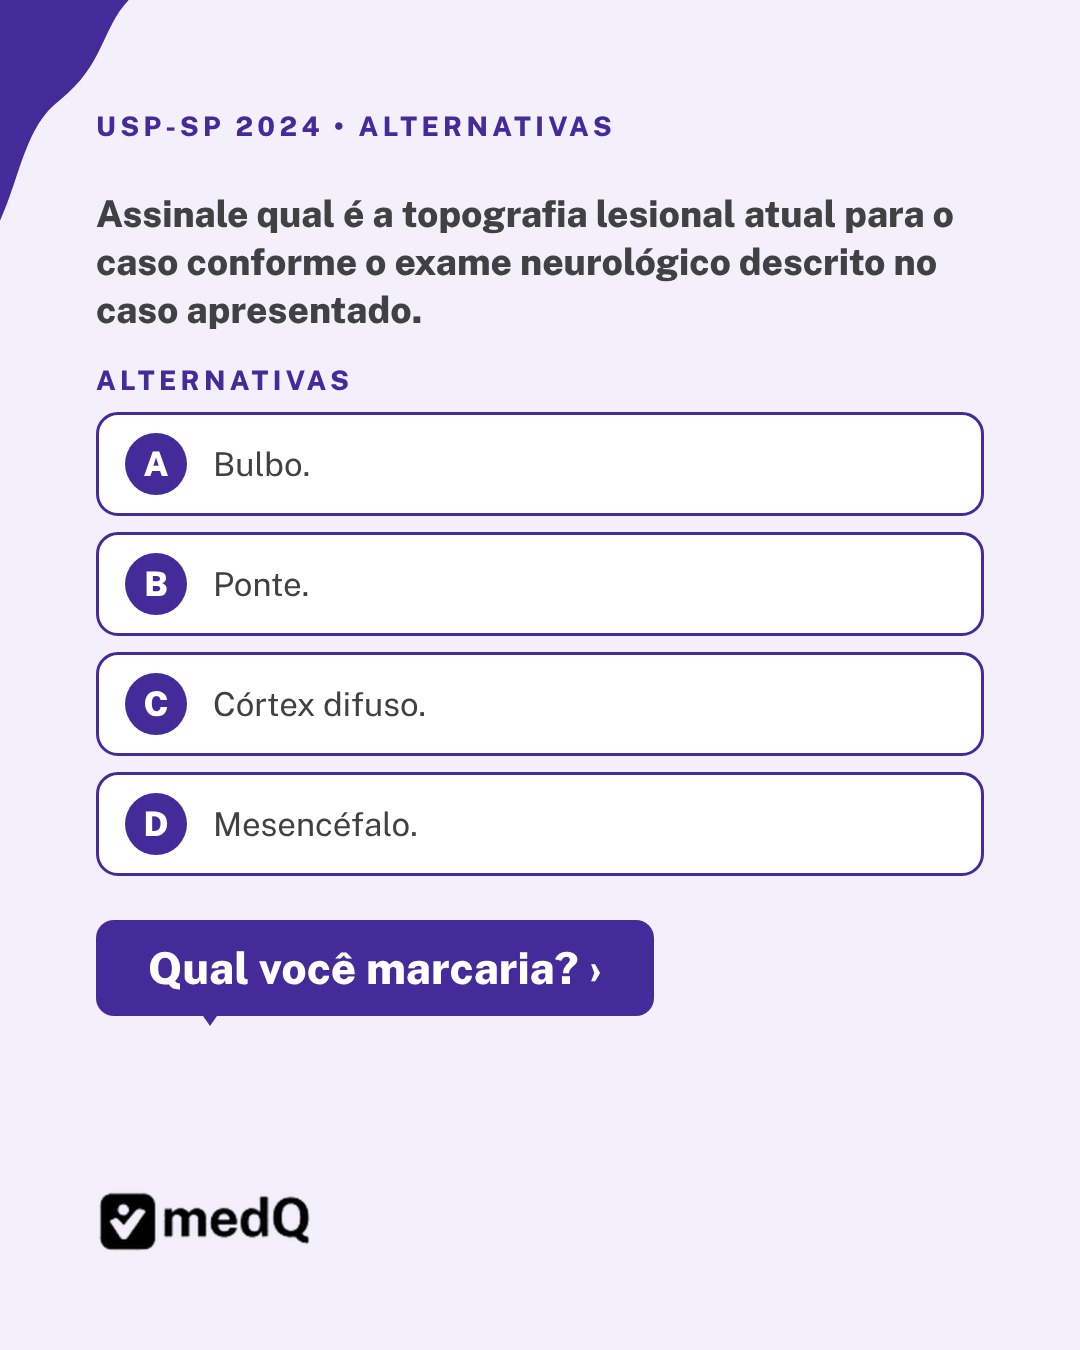 USP-SP 2024 • ALTERNATIVAS
Assinale qual é a topografia lesional atual para o
caso conforme o exame neurológico descrito no
caso apresentado.
ALTERNATIVAS
A Bulbo.
B Ponte.
C Córtex difuso.
D Mesencéfalo.
Qual você marcaria? ›
medQ